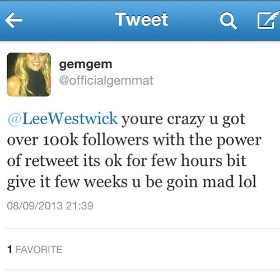 Tweet
gemgem
@officialgemmat
@LeeWestwick youre crazy u got
over 100k followers with the power
of retweet its ok for few hours bit
give it few weeks u be goin mad lol
08/09/2013 21:39
1 FAVORITE